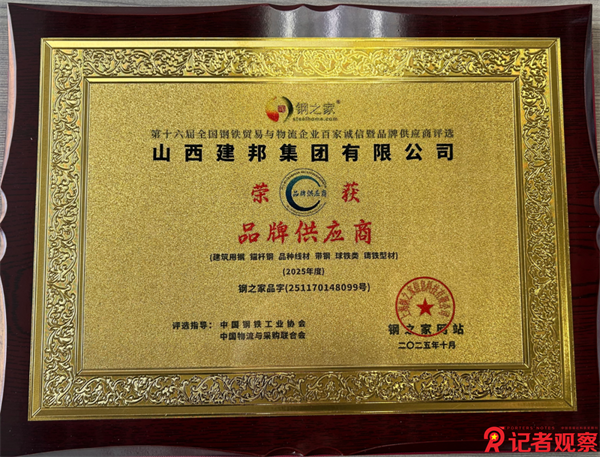 钢之家®
steelhome.com
第十六届全国钢铁贸易与物流企业百家诚信暨品牌供应商评选
山西建邦集团有限公司
荣 品牌供应商 获
品牌供应商
(建筑用钢 锚杆钢 品种线材 带钢 球铁类 铸铁型材)
(2025年度)
钢之家品字(251170148099号)
评选指导：中国钢铁工业协会
中国物流与采购联合会
钢之家网站
二〇二五年十月
记者观察